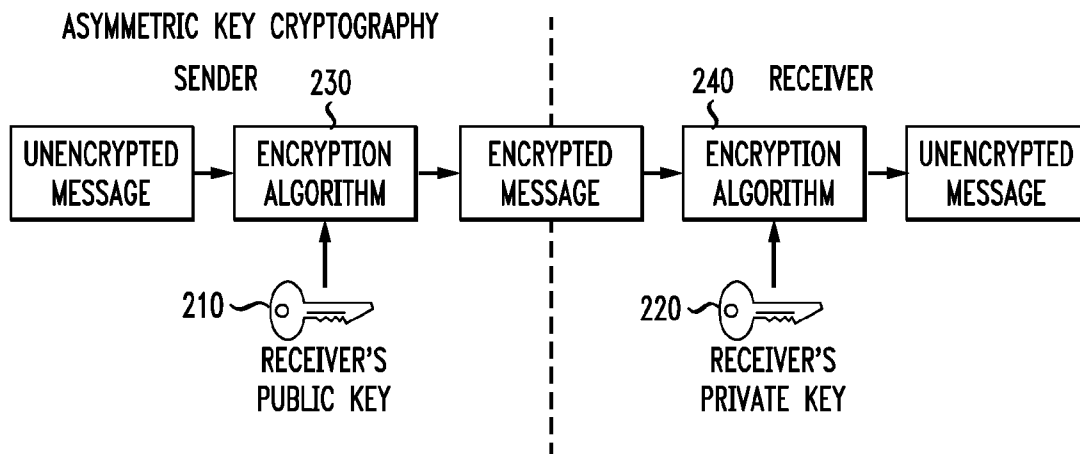 ASYMMETRIC KEY CRYPTOGRAPHY
SENDER
230
240
RECEIVER
UNENCRYPTED
MESSAGE
ENCRYPTION
ALGORITHM
ENCRYPTED
MESSAGE
ENCRYPTION
ALGORITHM
UNENCRYPTED
MESSAGE
210
RECEIVER'S
PUBLIC KEY
220
RECEIVER'S
PRIVATE KEY